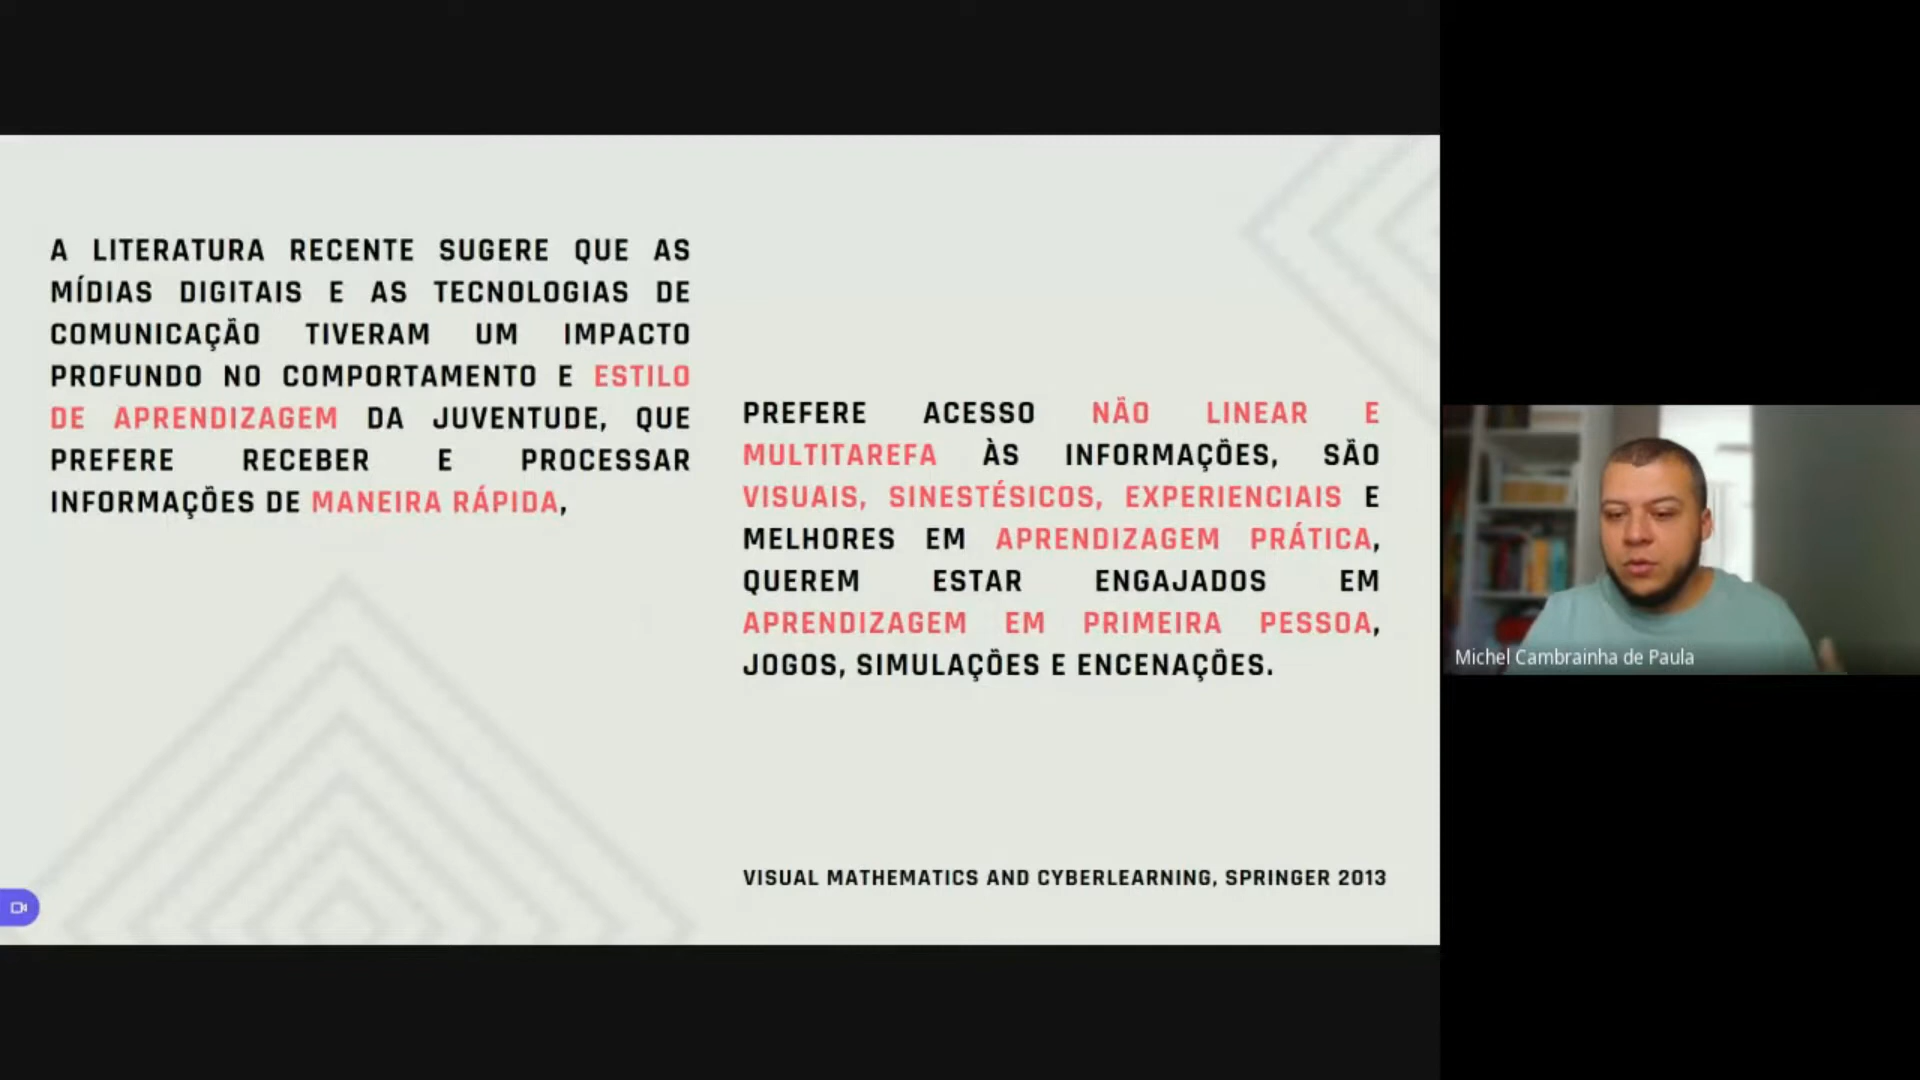 A LITERATURA RECENTE SUGERE QUE AS
MÍDIAS DIGITAIS E AS TECNOLOGIAS DE
COMUNICAÇÃO TIVERAM UM IMPACTO
PROFUNDO NO COMPORTAMENTO E ESTILO
DE APRENDIZAGEM DA JUVENTUDE, QUE
PREFERE RECEBER E PROCESSAR
INFORMAÇÕES DE MANEIRA RÁPIDA,
PREFERE ACESSO NÃO LINEAR E
MULTITAREFA ÀS INFORMAÇÕES, SÃO
VISUAIS, SINESTÉSICOS, EXPERIENCIAIS E
MELHORES EM APRENDIZAGEM PRÁTICA,
QUEREM ESTAR ENGAJADOS EM
APRENDIZAGEM EM PRIMEIRA PESSOA,
JOGOS, SIMULAÇÕES E ENCENAÇÕES.
VISUAL MATHEMATICS AND CYBERLEARNING, SPRINGER 2013
Michel Cambrainha de Paula